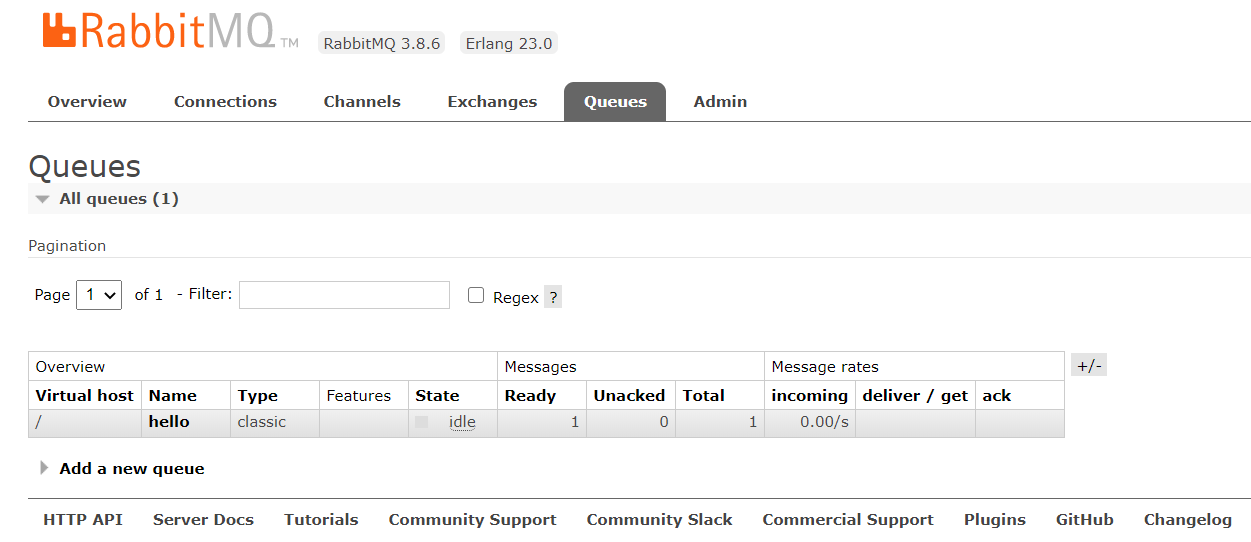 RabbitMQ TM RabbitMQ 3.8.6 Erlang 23.0
Overview Connections Channels Exchanges Queues Admin
Queues
All queues (1)
Pagination
Page 1 of 1 - Filter: Regex ?
Overview Messages Message rates +/-
Virtual host Name Type Features State Ready Unacked Total incoming deliver / get ack
/ hello classic idle 1 0 1 0.00/s
Add a new queue
HTTP API Server Docs Tutorials Community Support Community Slack Commercial Support Plugins GitHub Changelog